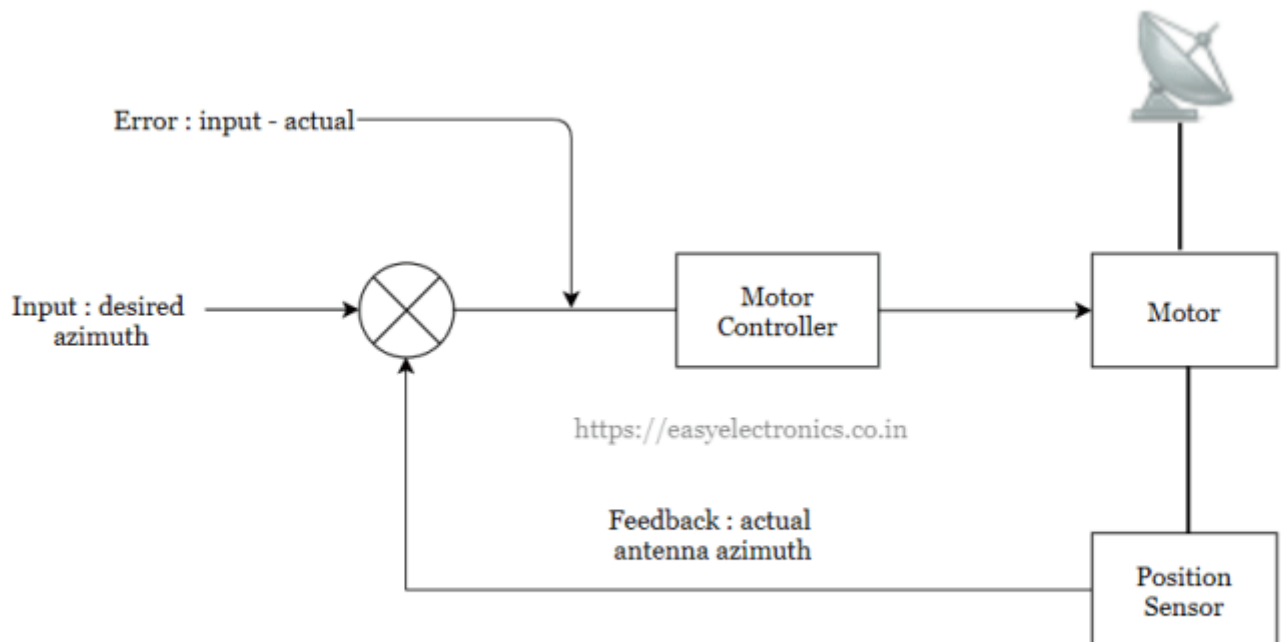 Error : input - actual
Input : desired
azimuth
Motor
Controller
Motor
https://easyelectronics.co.in
Feedback : actual
antenna azimuth
Position
Sensor